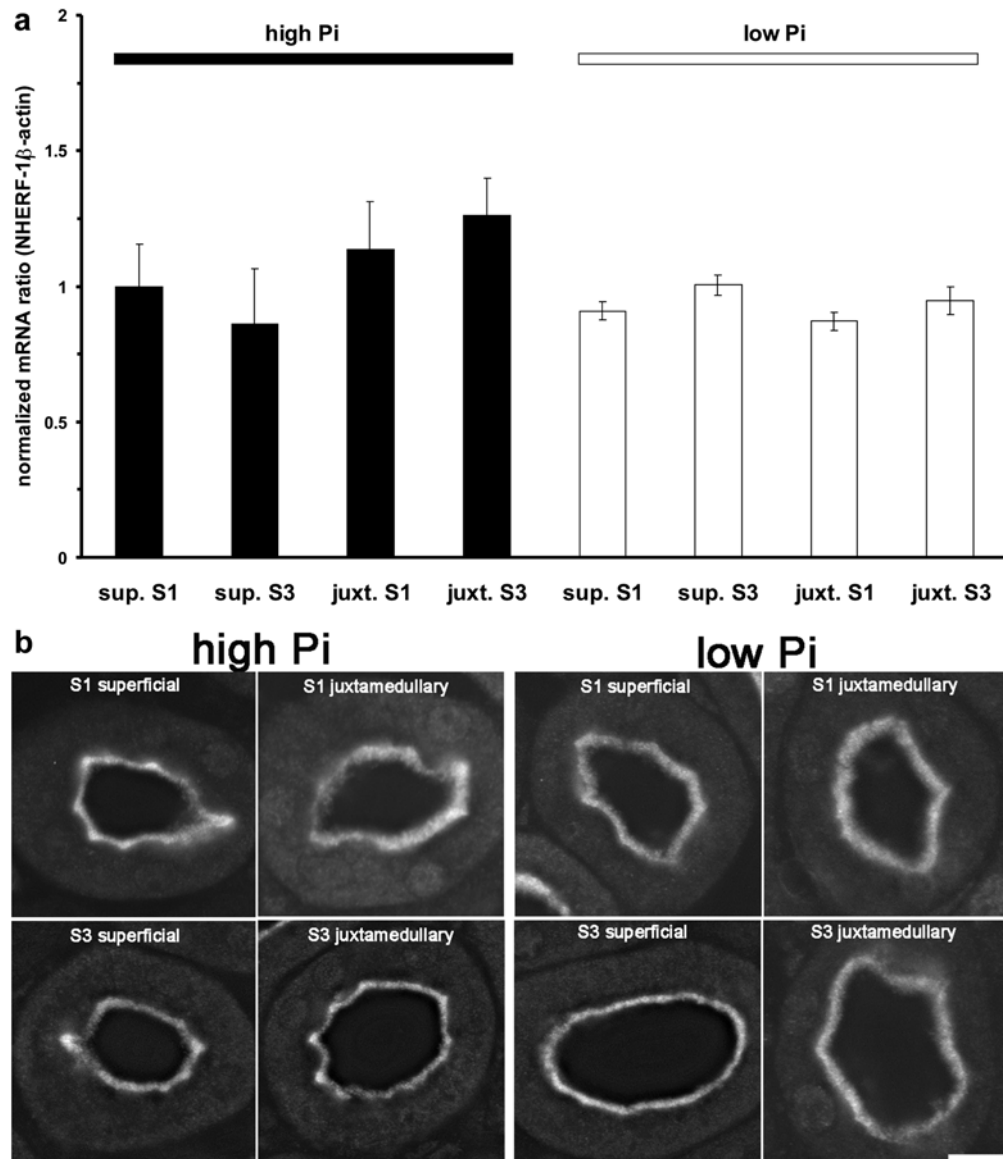 a
high Pi
low Pi
normalized mRNA ratio (NHERF-1β-actin)
2
1.5
1
0.5
0
sup. S1
sup. S3
juxt. S1
juxt. S3
sup. S1
sup. S3
juxt. S1
juxt. S3
b
high Pi
low Pi
S1 superficial
S1 juxtamedullary
S1 superficial
S1 juxtamedullary
S3 superficial
S3 juxtamedullary
S3 superficial
S3 juxtamedullary